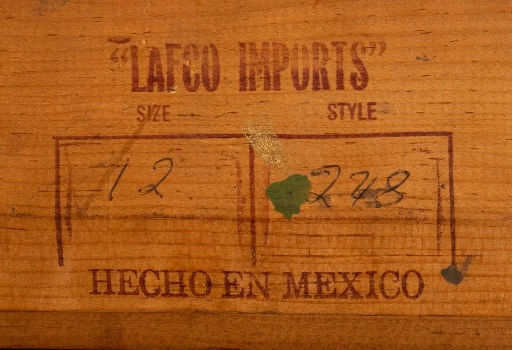 "LAFCO IMPORTS"
SIZE STYLE
12 248
HECHO EN MEXICO